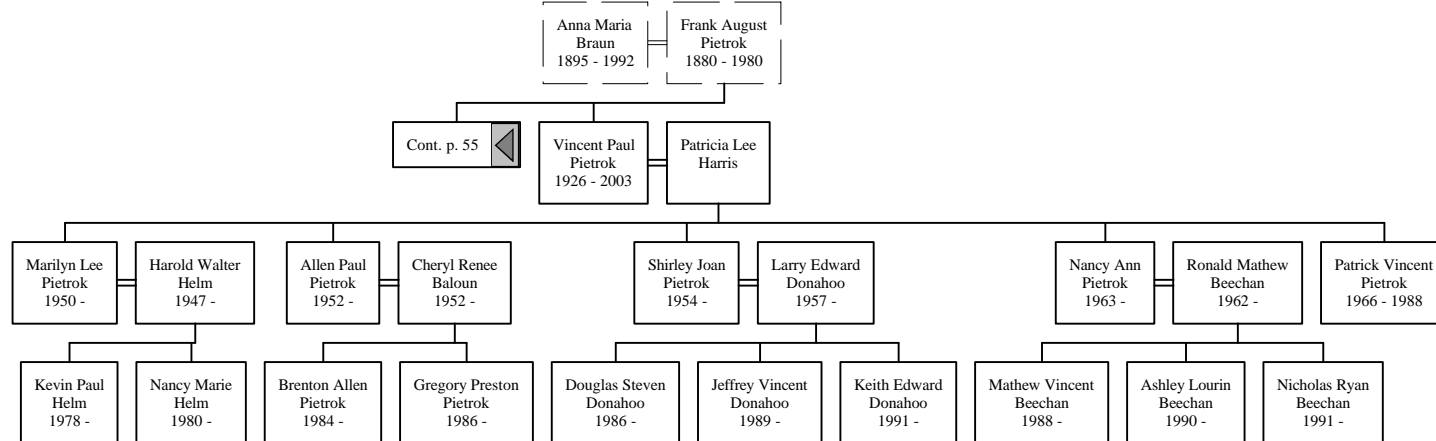 Anna Maria
Braun
1895 - 1992
Frank August
Pietrok
1880 - 1980
Cont. p. 55
Vincent Paul
Pietrok
1926 - 2003
Patricia Lee
Harris
Marilyn Lee
Pietrok
1950 -
Harold Walter
Helm
1947 -
Allen Paul
Pietrok
1952 -
Cheryl Renee
Baloun
1952 -
Shirley Joan
Pietrok
1954 -
Larry Edward
Donahoo
1957 -
Nancy Ann
Pietrok
1963 -
Ronald Mathew
Beechan
1962 -
Patrick Vincent
Pietrok
1966 - 1988
Kevin Paul
Helm
1978 -
Nancy Marie
Helm
1980 -
Brenton Allen
Pietrok
1984 -
Gregory Preston
Pietrok
1986 -
Douglas Steven
Donahoo
1986 -
Jeffrey Vincent
Donahoo
1989 -
Keith Edward
Donahoo
1991 -
Mathew Vincent
Beechan
1988 -
Ashley Lourin
Beechan
1990 -
Nicholas Ryan
Beechan
1991 -